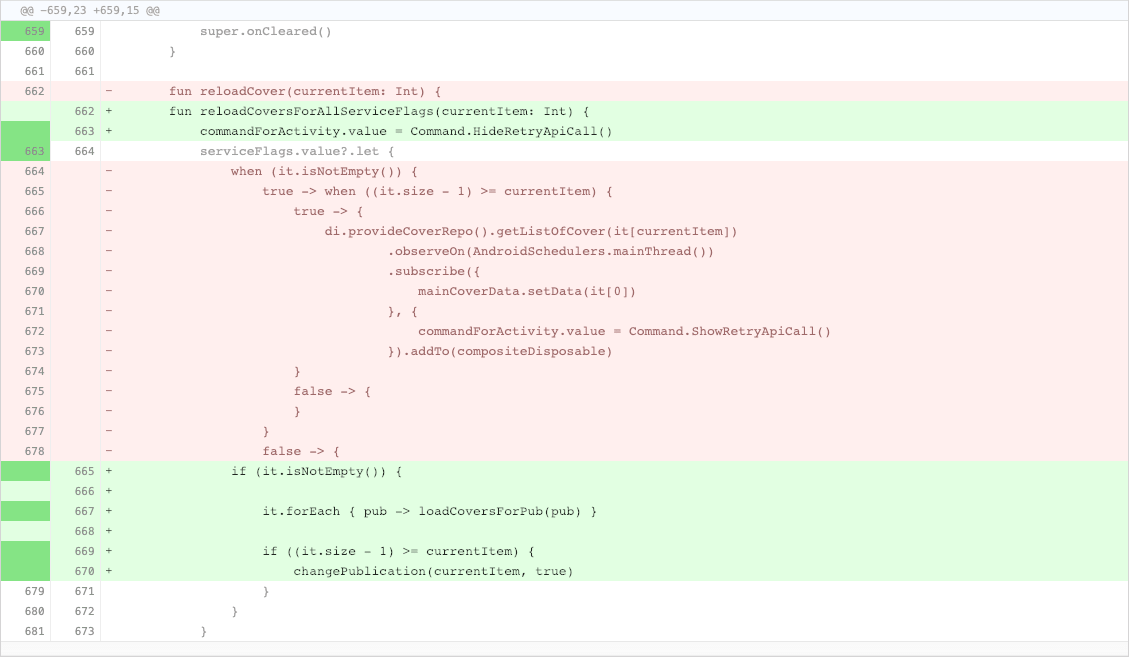 @@ -659,23 +659,15 @@
659 659 super.onCleared()
660 660 }
661 661
662 - fun reloadCover(currentItem: Int) {
662 + fun reloadCoversForAllServiceFlags(currentItem: Int) {
663 + commandForActivity.value = Command.HideRetryApiCall()
663 664 serviceFlags.value?.let {
664 - when (it.isNotEmpty()) {
665 - true -> when ((it.size - 1) >= currentItem) {
666 - true -> {
667 - di.provideCoverRepo().getListOfCover(it[currentItem])
668 - .observeOn(AndroidSchedulers.mainThread())
669 - .subscribe({
670 - mainCoverData.setData(it[0])
671 - }, {
672 - commandForActivity.value = Command.ShowRetryApiCall()
673 - }).addTo(compositeDisposable)
674 - }
675 - false -> {
676 - }
677 - }
678 - false -> {
665 + if (it.isNotEmpty()) {
666 +
667 + it.forEach { pub -> loadCoversForPub(pub) }
668 +
669 + if ((it.size - 1) >= currentItem) {
670 + changePublication(currentItem, true)
679 671 }
680 672 }
681 673 }